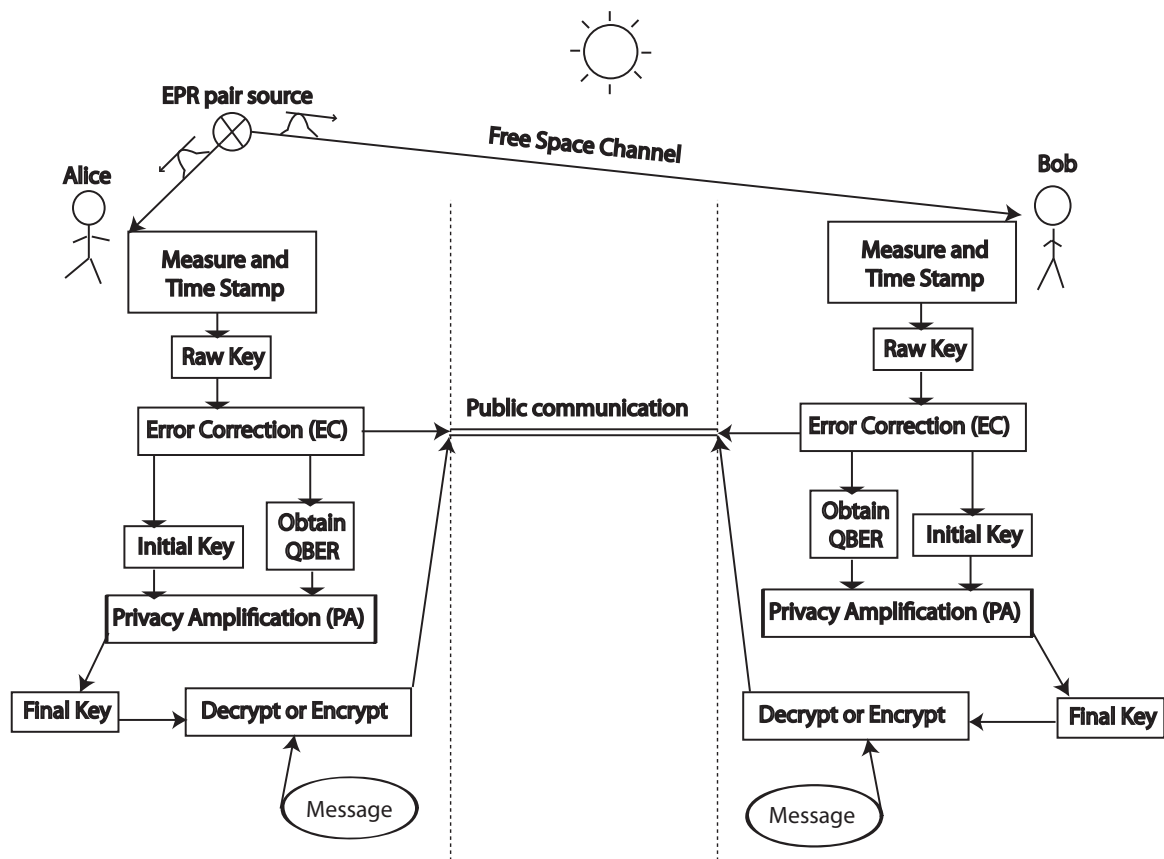 EPR pair source
Free Space Channel
Alice
Bob
Measure and
Time Stamp
Measure and
Time Stamp
Raw Key
Raw Key
Public communication
Error Correction (EC)
Error Correction (EC)
Obtain
QBER
Initial Key
Obtain
QBER
Initial Key
Privacy Amplification (PA)
Privacy Amplification (PA)
Final Key
Decrypt or Encrypt
Decrypt or Encrypt
Final Key
Message
Message